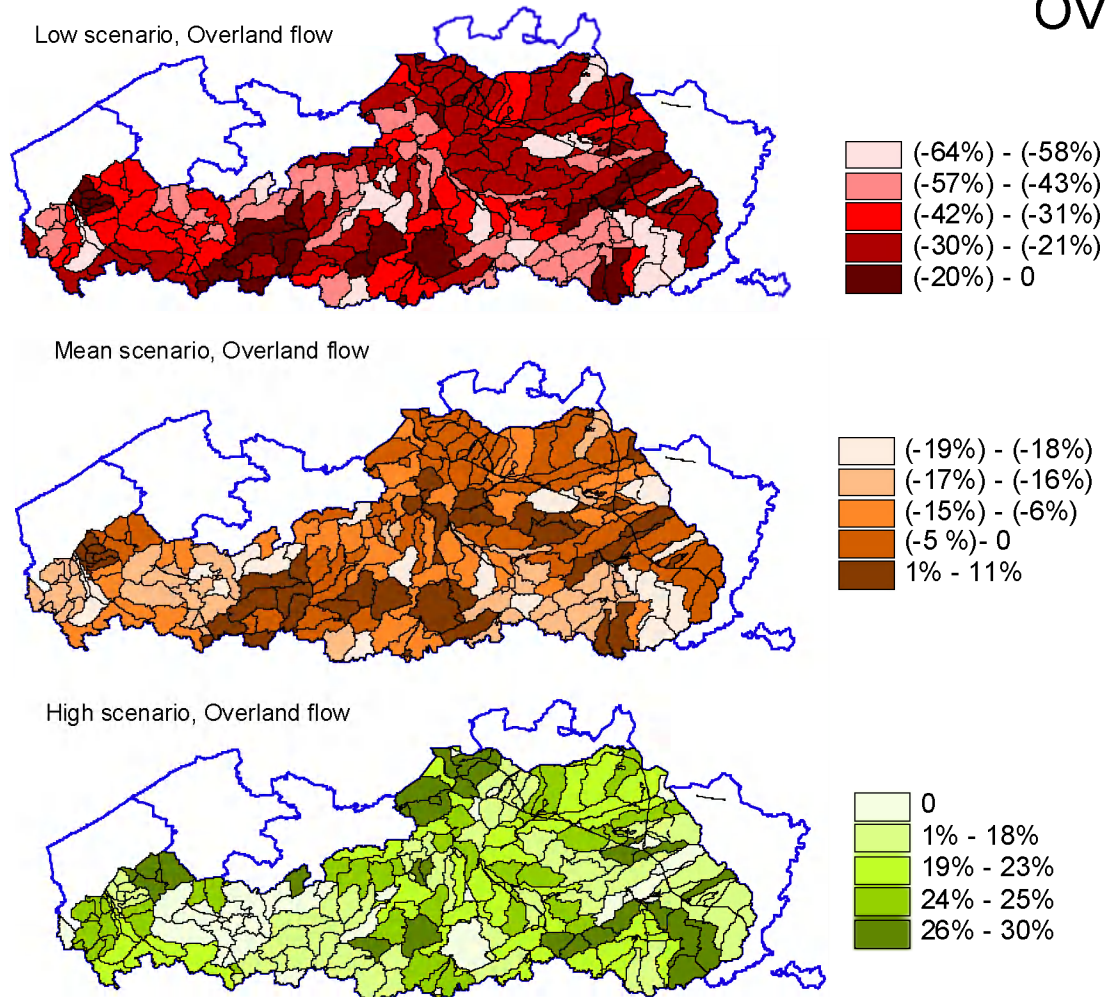 OV
Low scenario, Overland flow
(-64%) - (-58%)
(-57%) - (-43%)
(-42%) - (-31%)
(-30%) - (-21%)
(-20%) - 0
Mean scenario, Overland flow
(-19%) - (-18%)
(-17%) - (-16%)
(-15%) - (-6%)
(-5 %)- 0
1% - 11%
High scenario, Overland flow
0
1% - 18%
19% - 23%
24% - 25%
26% - 30%